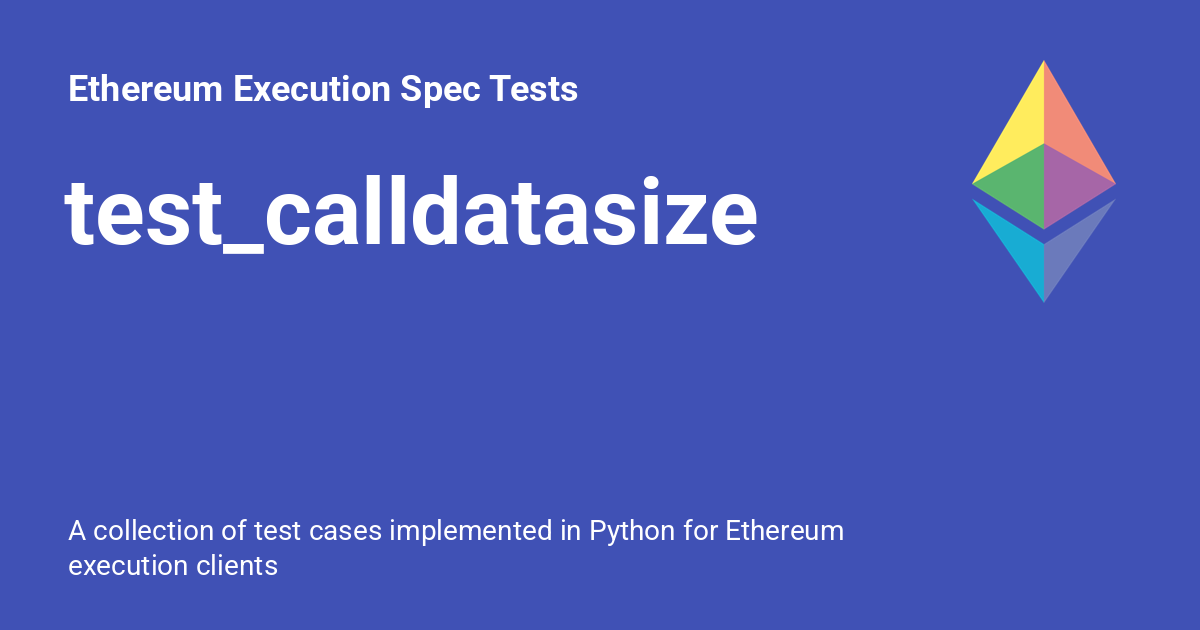 Ethereum Execution Spec Tests
test_calldatasize
A collection of test cases implemented in Python for Ethereum
execution clients